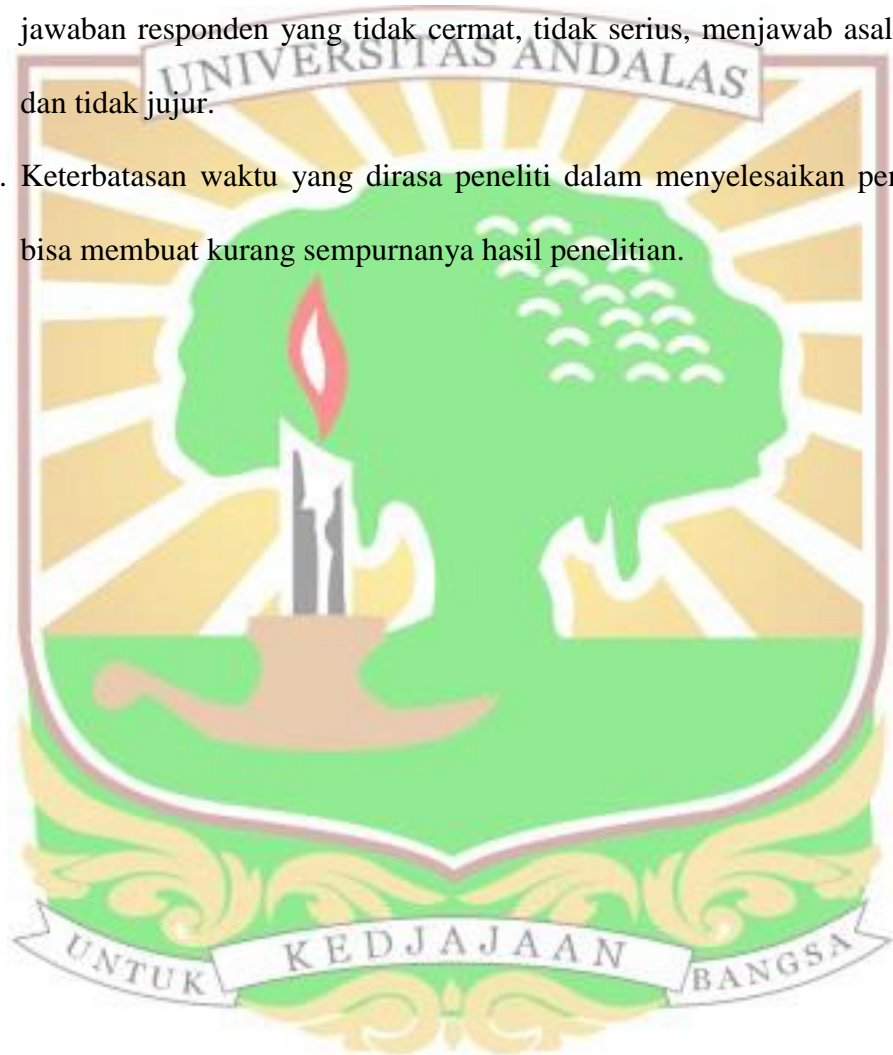 jawaban responden yang tidak cermat, tidak serius, menjawab asal
UNIVERSITAS ANDALAS
dan tidak jujur.
. Keterbatasan waktu yang dirasa peneliti dalam menyelesaikan
bisa membuat kurang sempurnanya hasil penelitian.
UNTUK KEDJAJAAN BANGSA